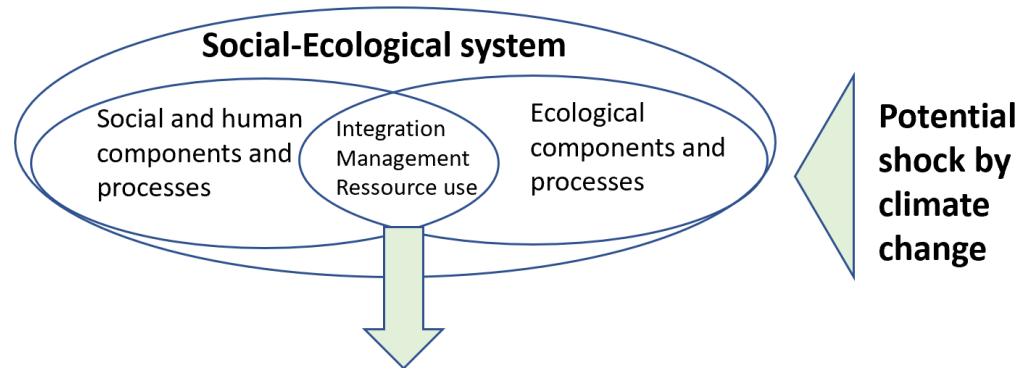 Social-Ecological system
Social and human
components and
processes
Integration
Management
Ressource use
Ecological
components and
processes
Potential
shock by
climate
change